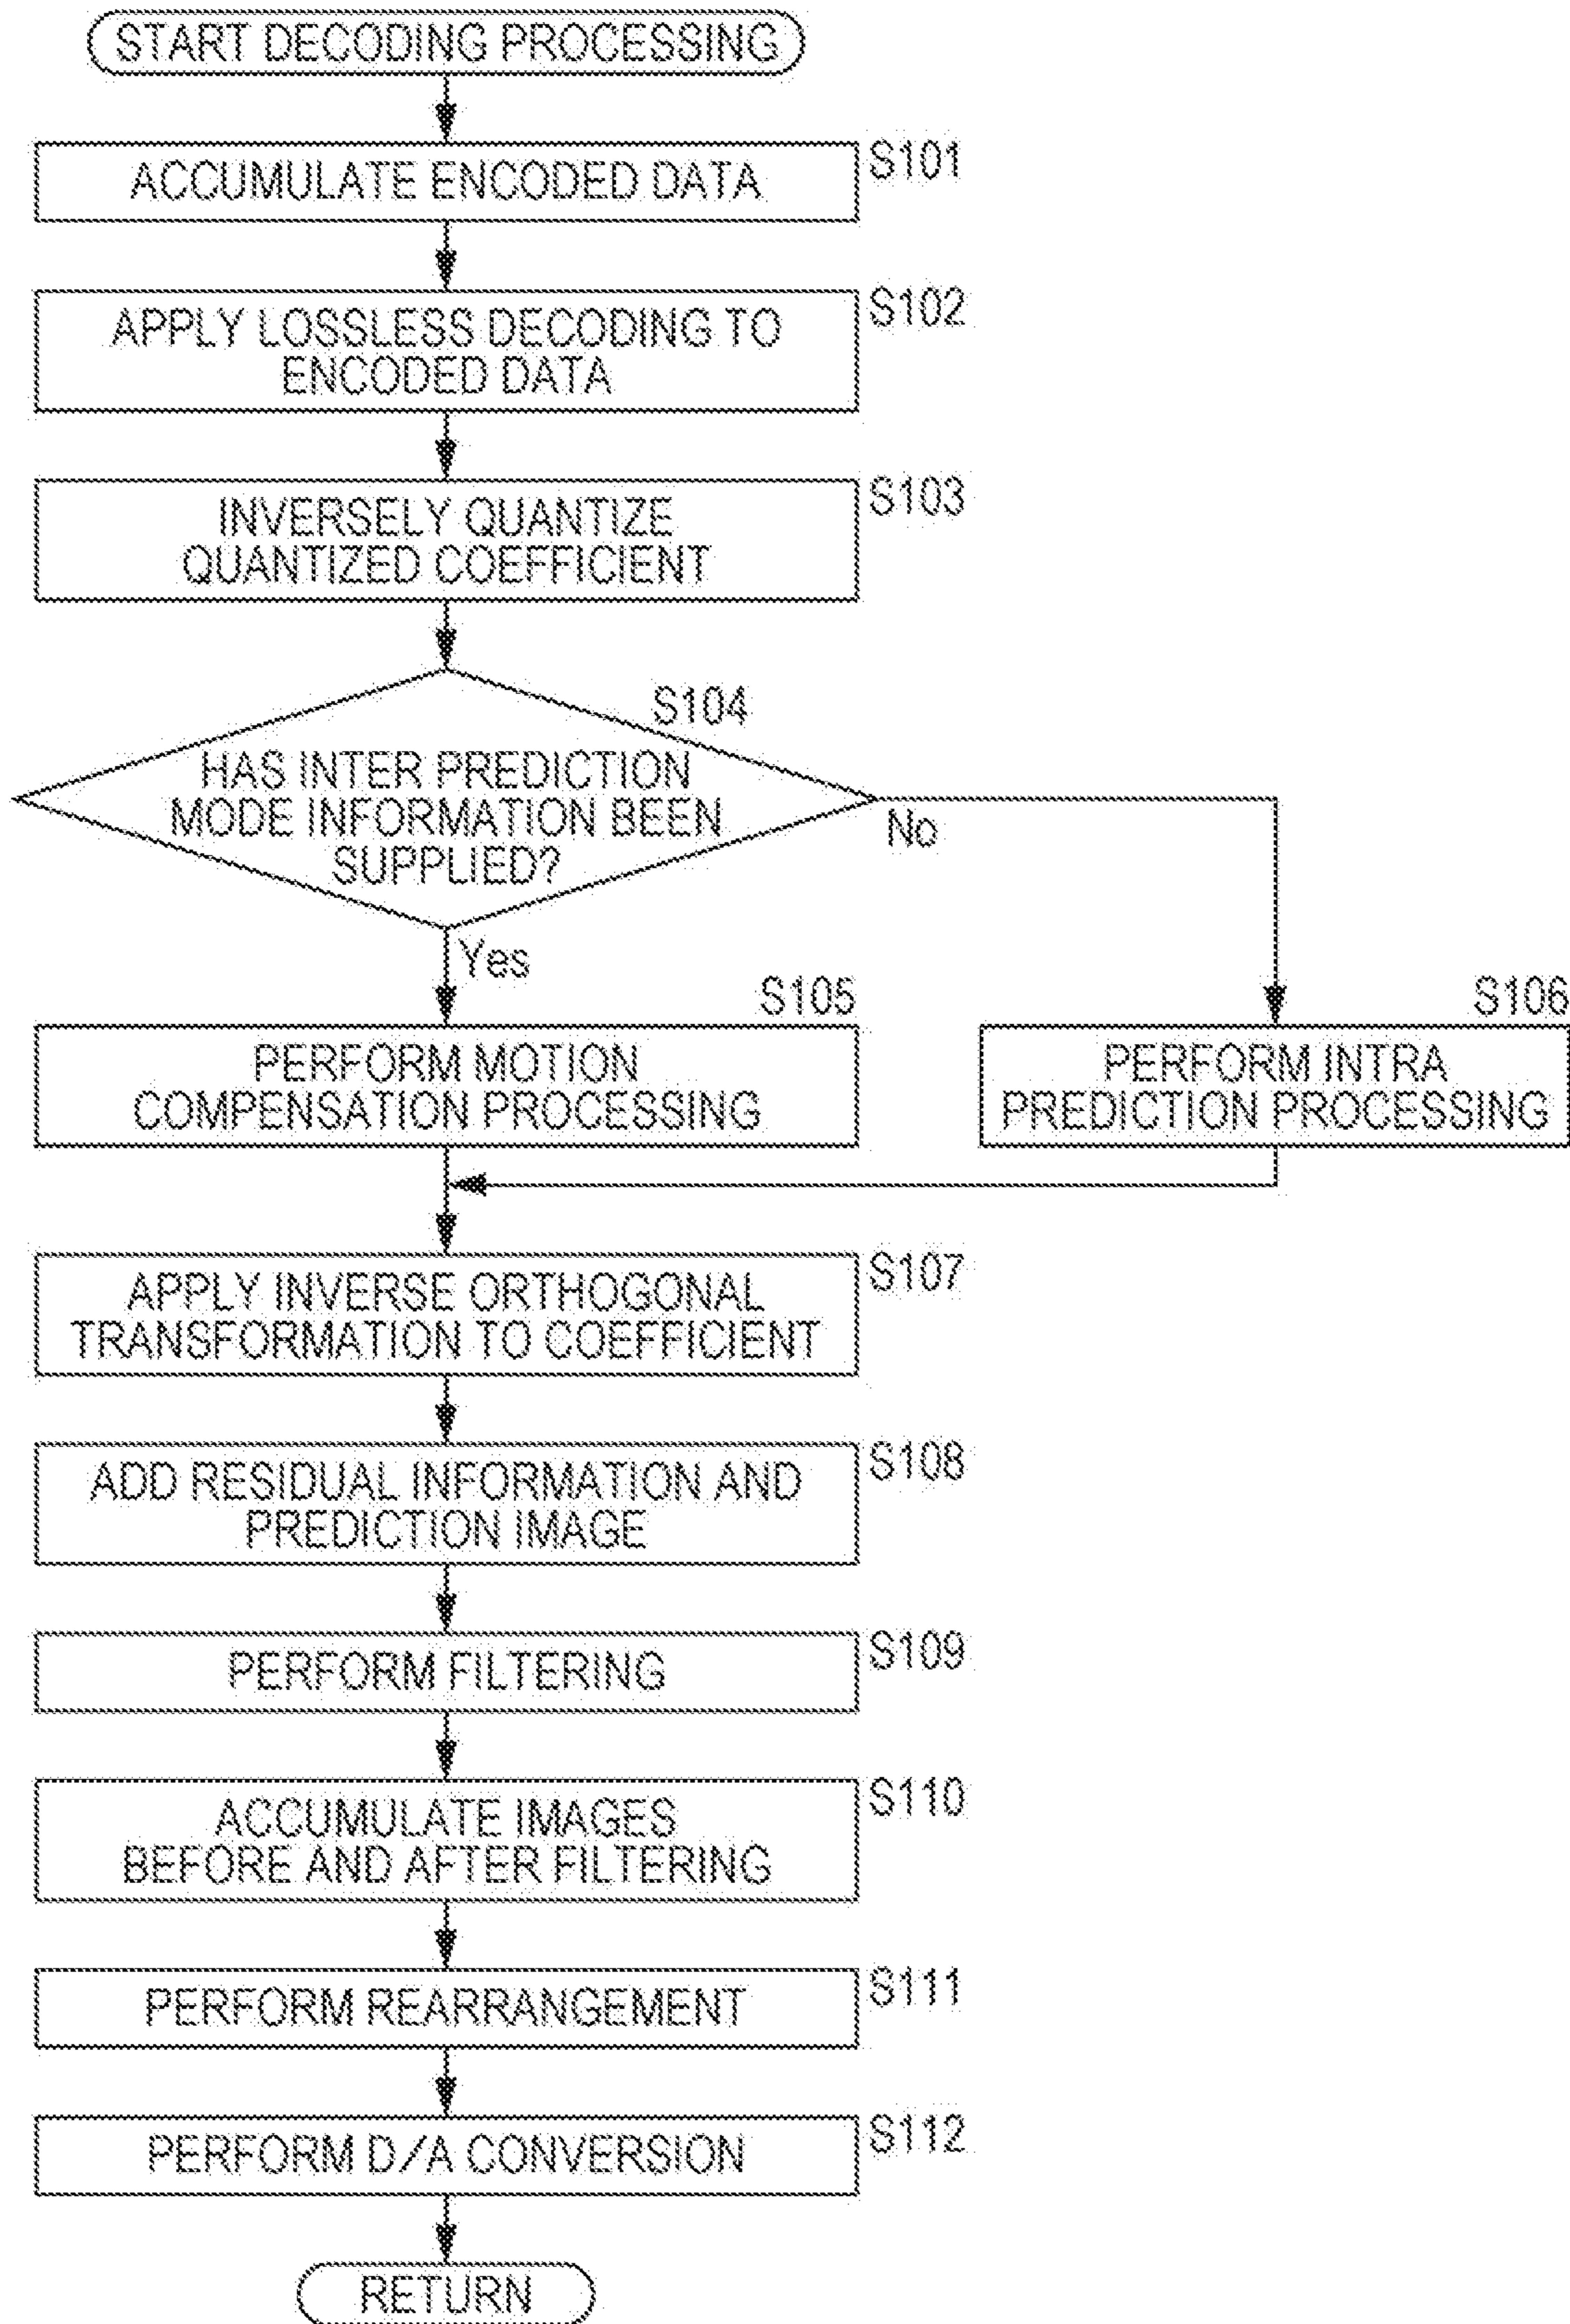 START DECODING PROCESSING
S101
ACCUMULATE ENCODED DATA
S102
APPLY LOSSLESS DECODING TO
ENCODED DATA
S103
INVERSELY QUANTIZE
QUANTIZED COEFFICIENT
S104
HAS INTER PREDICTION
MODE INFORMATION BEEN
SUPPLIED?
No
Yes
S105
PERFORM MOTION
COMPENSATION PROCESSING
S106
PERFORM INTRA
PREDICTION PROCESSING
S107
APPLY INVERSE ORTHOGONAL
TRANSFORMATION TO COEFFICIENT
S108
ADD RESIDUAL INFORMATION AND
PREDICTION IMAGE
S109
PERFORM FILTERING
S110
ACCUMULATE IMAGES
BEFORE AND AFTER FILTERING
S111
PERFORM REARRANGEMENT
S112
PERFORM D/A CONVERSION
RETURN